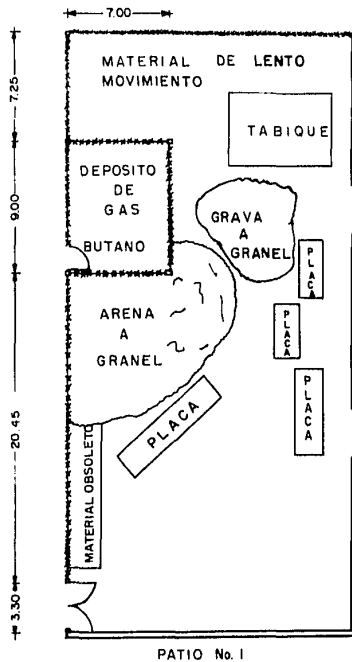 7.00
MATERIAL DE LENTO
MOVIMIENTO
7.25
TABIQUE
DEPOSITO
DE
GAS
BUTANO
9.00
GRAVA
A
GRANEL
PLACA
PLACA
PLACA
ARENA
A
GRANEL
PLACA
MATERIAL OBSOLETO
20.45
3.30
PATIO No. 1